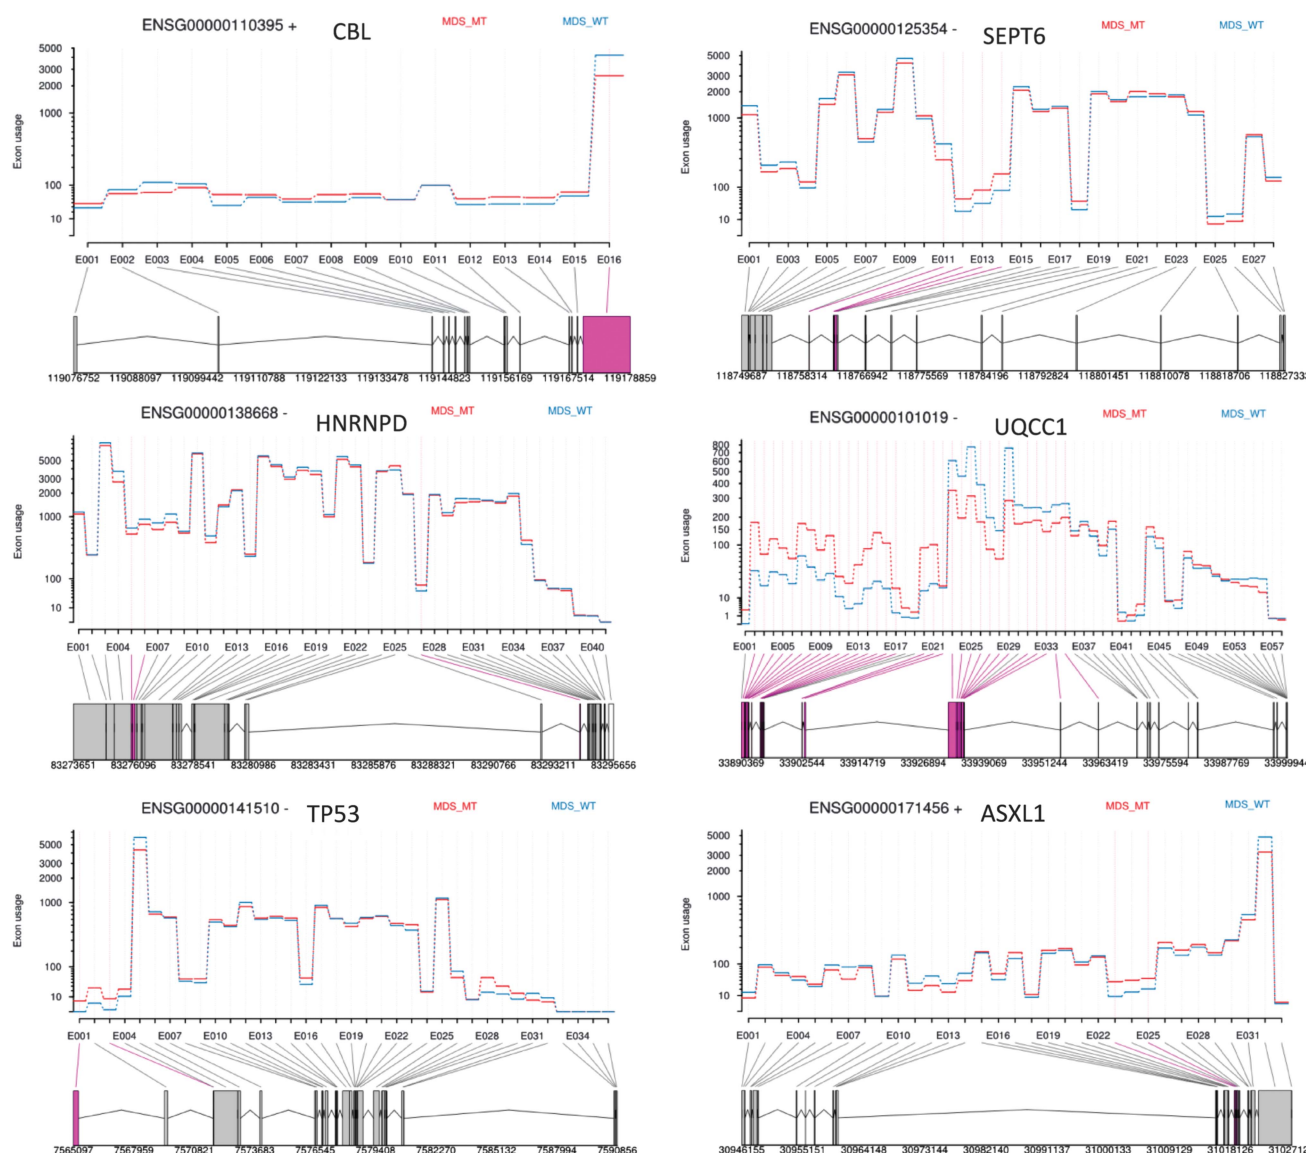 ENSG00000110395 + CBL MDS_MT MDS_WT
5000
3000
2000
1000
100
10
Exon usage
E001 E002 E003 E004 E005 E006 E007 E008 E009 E010 E011 E012 E013 E014 E015 E016
119076752 119088097 119099442 119110788 119122133 119133478 119144823 119156169 119167514 119178859
ENSG00000125354 - SEPT6 MDS_MT MDS_WT
5000
3000
2000
1000
100
10
Exon usage
E001 E003 E005 E007 E009 E011 E013 E015 E017 E019 E021 E023 E025 E027
118749687 118758314 118766942 118775569 118784196 118792824 118801451 118810078 118818706 118827333
ENSG00000138668 - HNRNPD MDS_MT MDS_WT
5000
3000
2000
1000
100
10
Exon usage
E001 E004 E007 E010 E013 E016 E019 E022 E025 E028 E031 E034 E037 E040
83273651 83276096 83278541 83280986 83283431 83285876 83288321 83290766 83293211 83295656
ENSG00000101019 - UQCC1 MDS_MT MDS_WT
800
700
600
500
400
300
200
150
100
10
1
Exon usage
E001 E005 E009 E013 E017 E021 E025 E029 E033 E037 E041 E045 E049 E053 E057
33890369 33902544 33914719 33926894 33939069 33951244 33963419 33975594 33987769 33999944
ENSG00000141510 - TP53 MDS_MT MDS_WT
5000
3000
2000
1000
100
10
Exon usage
E001 E004 E007 E010 E013 E016 E019 E022 E025 E028 E031 E034
7565097 7567959 7570821 7573683 7576545 7579408 7582270 7585132 7587994 7590856
ENSG00000171456 + ASXL1 MDS_MT MDS_WT
5000
3000
2000
1000
100
10
Exon usage
E001 E004 E007 E010 E013 E016 E019 E022 E025 E028 E031
30946155 30955151 30964148 30973144 30982140 30991137 31000133 31009129 31018126 3102712